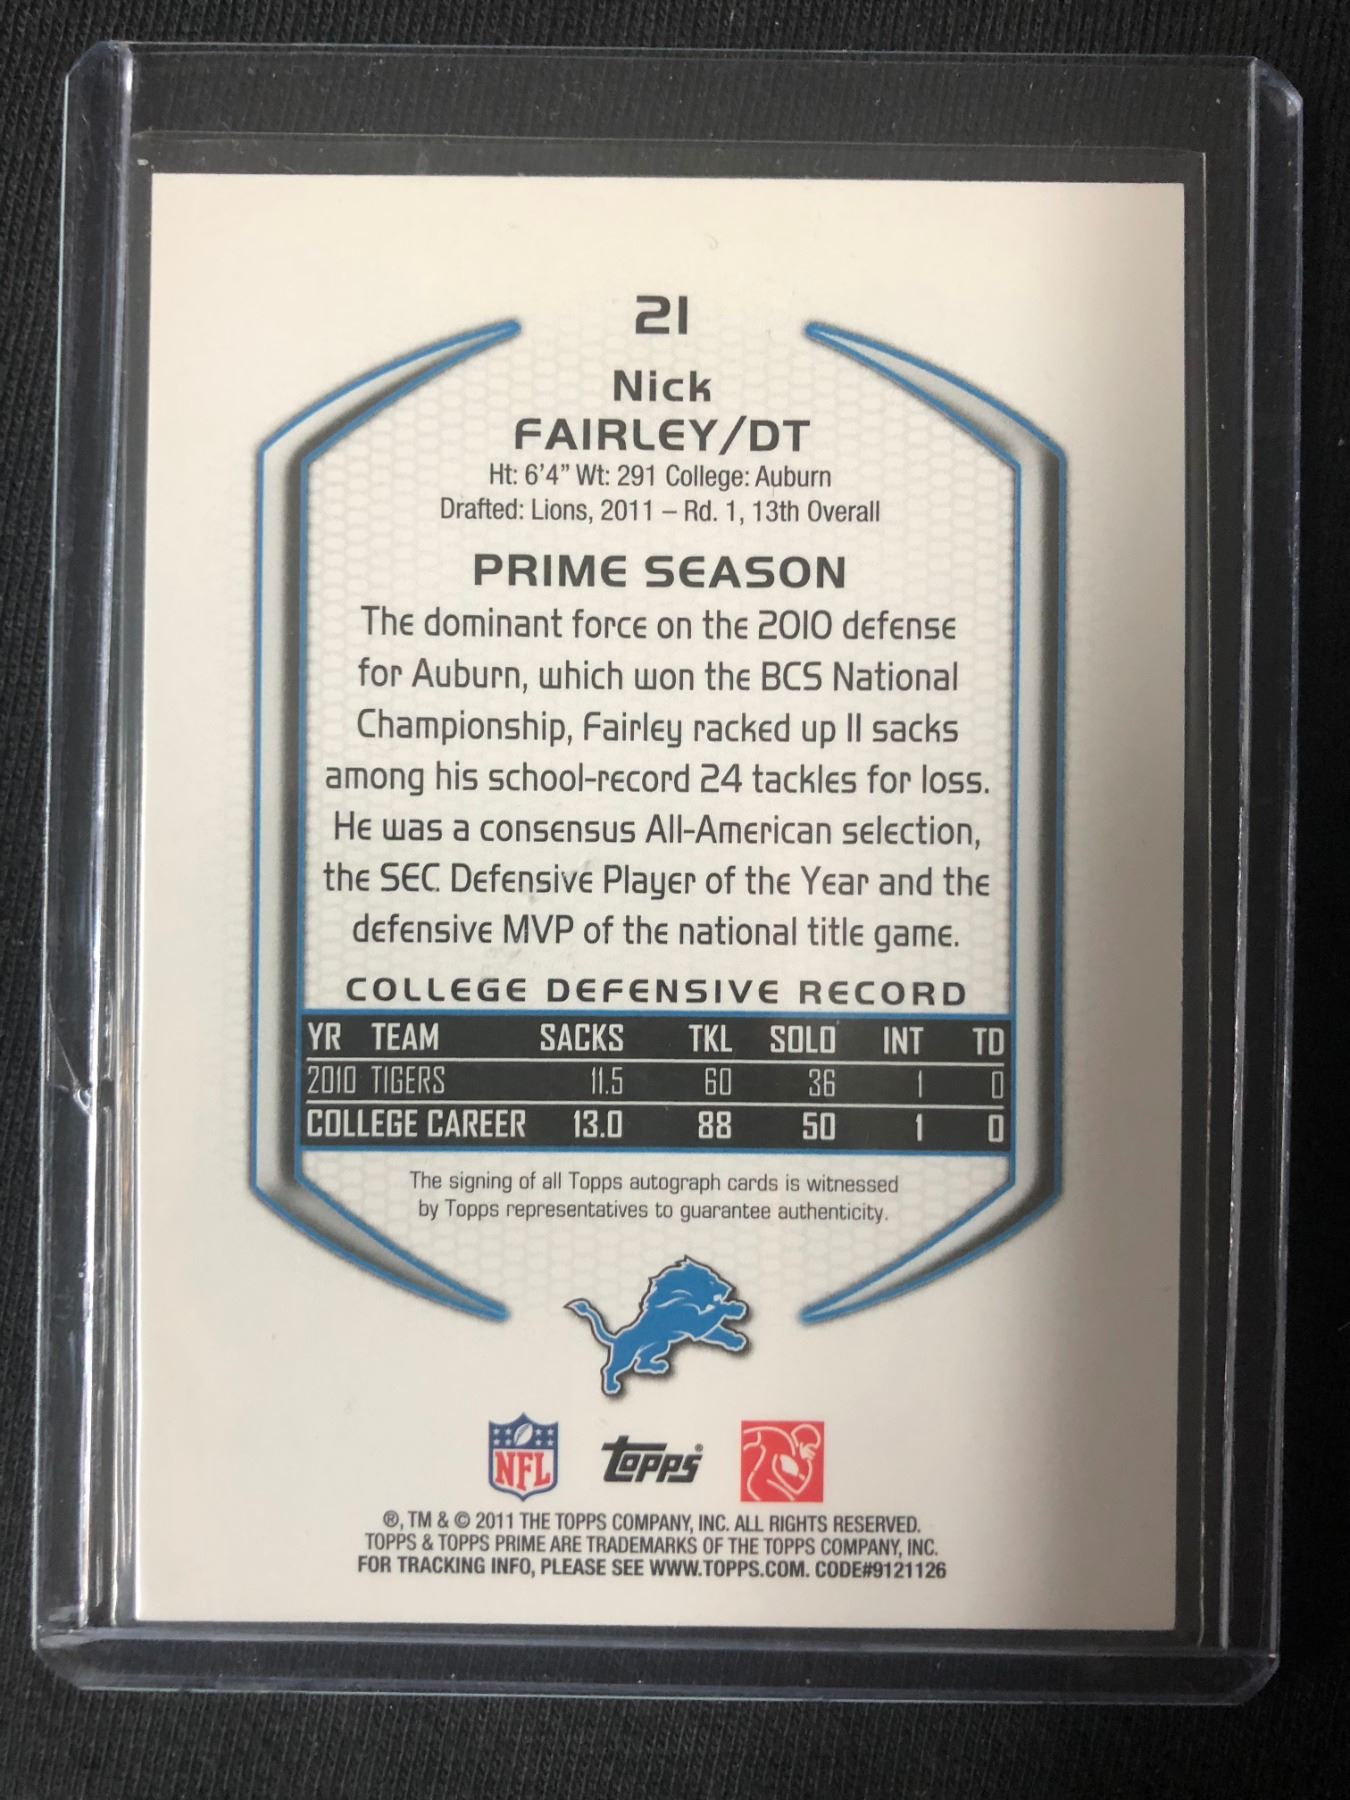 21
Nick
FAIRLEY/DT
Ht: 6'4" Wt: 291 College: Auburn
Drafted: Lions, 2011 – Rd. 1, 13th Overall
PRIME SEASON
The dominant force on the 2010 defense
for Auburn, which won the BCS National
Championship, Fairley racked up 11 sacks
among his school-record 24 tackles for loss.
He was a consensus All-American selection,
the SEC Defensive Player of the Year and the
defensive MVP of the national title game.
COLLEGE DEFENSIVE RECORD
YR TEAM SACKS TKL SOLO INT TD
2010 TIGERS 11.5 60 36 1 0
COLLEGE CAREER 13.0 88 50 1 0
The signing of all Topps autograph cards is witnessed
by Topps representatives to guarantee authenticity.
NFL topps®
®, TM & © 2011 THE TOPPS COMPANY, INC. ALL RIGHTS RESERVED.
TOPPS & TOPPS PRIME ARE TRADEMARKS OF THE TOPPS COMPANY, INC.
FOR TRACKING INFO, PLEASE SEE WWW.TOPPS.COM. CODE#9121126